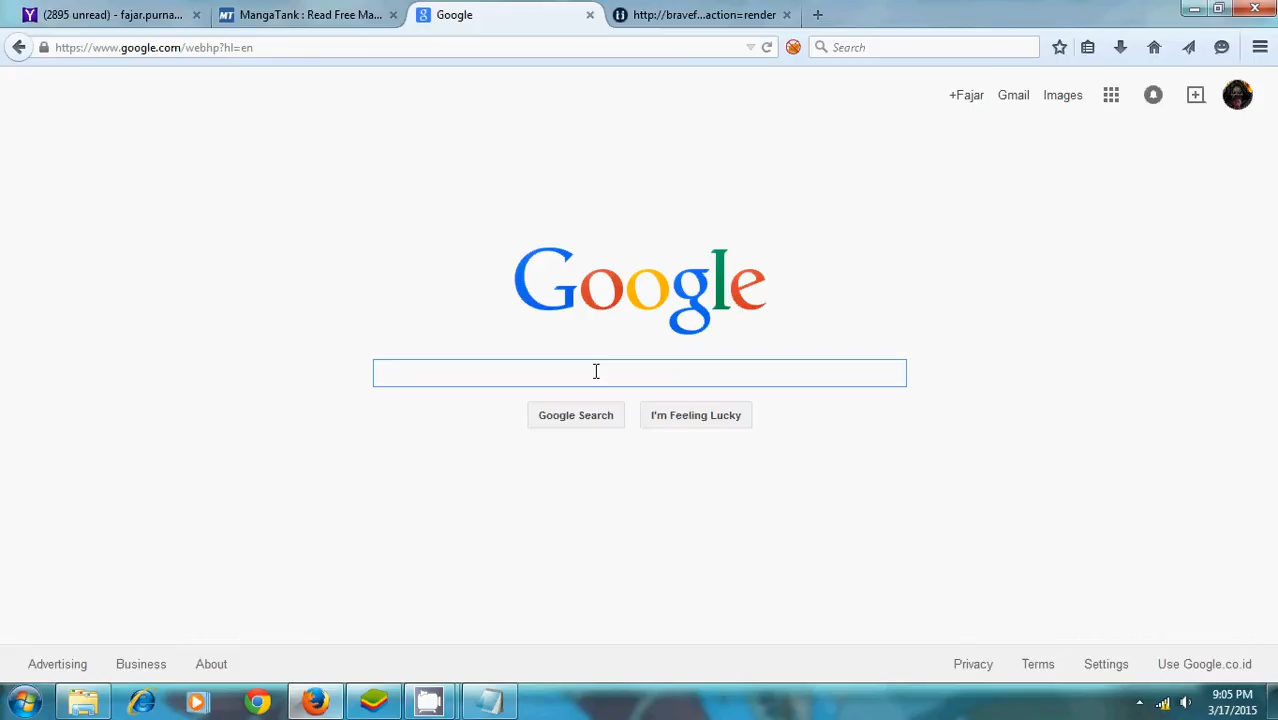 (2895 unread) - fajar.purna...
MangaTank : Read Free Ma...
Google
http://bravef...action=render
https://www.google.com/webhp?hl=en
Search
+Fajar
Gmail
Images
Google
Google Search
I'm Feeling Lucky
Advertising
Business
About
Privacy
Terms
Settings
Use Google.co.id
9:05 PM
3/17/2015